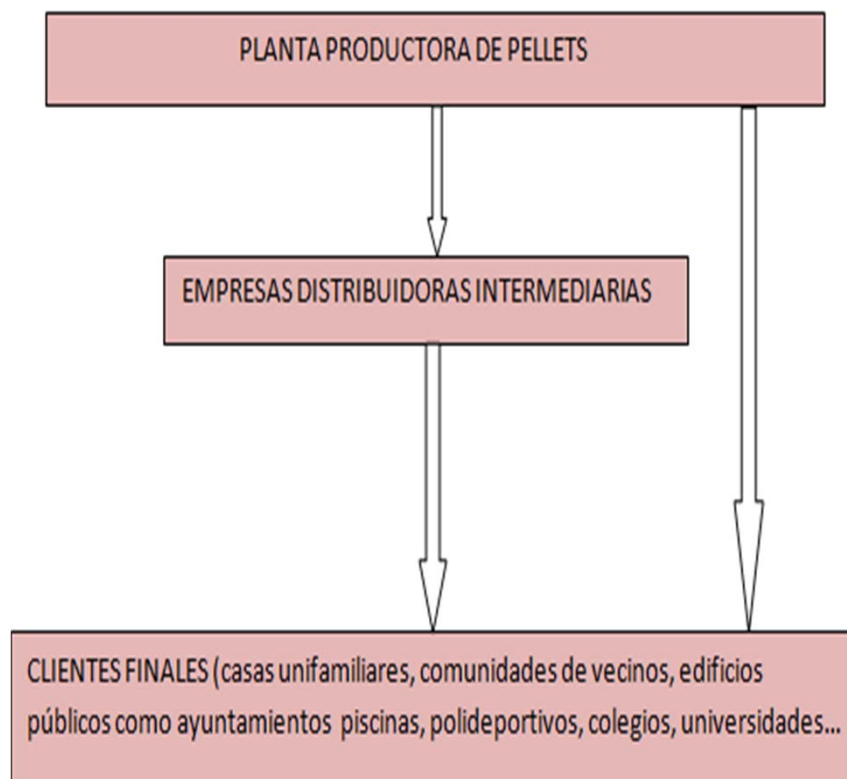 PLANTA PRODUCTORA DE PELLETS
EMPRESAS DISTRIBUIDORAS INTERMEDIARIAS
CLIENTES FINALES (casas unifamiliares, comunidades de vecinos, edificios
públicos como ayuntamientos piscinas, polideportivos, colegios, universidades...